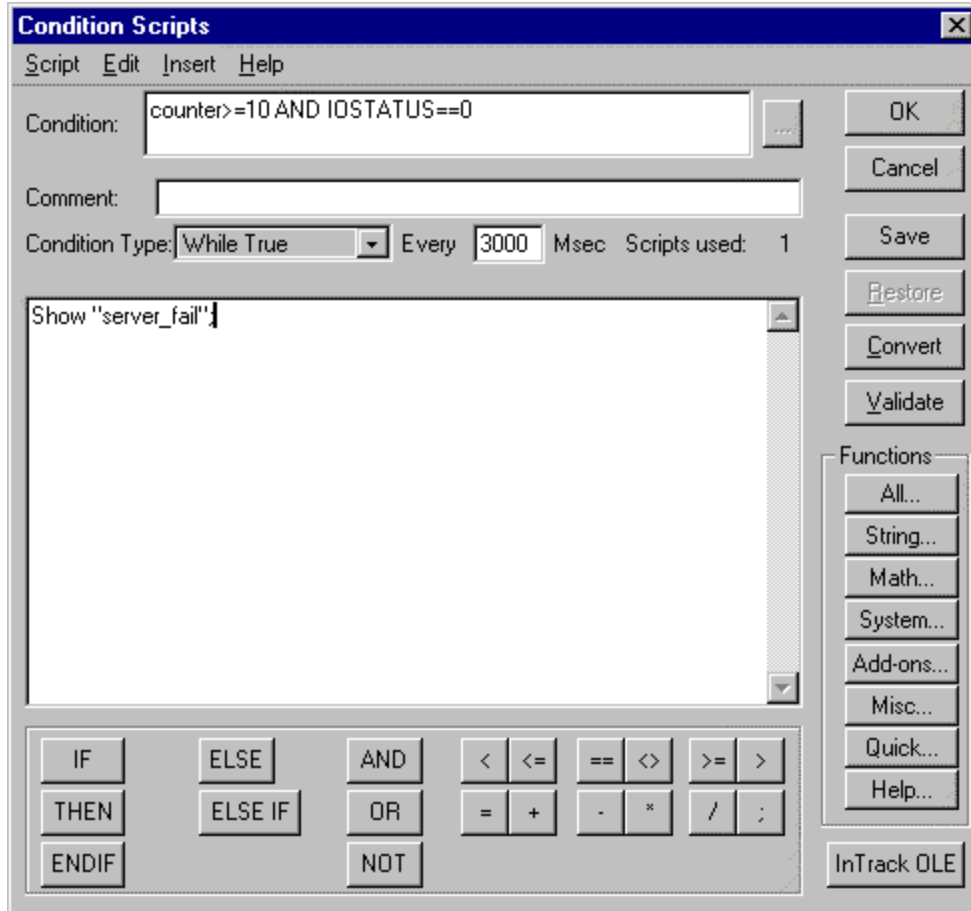 Condition Scripts
Script Edit Insert Help
Condition: counter>=10 AND IOSTATUS==0 ...
OK
Cancel
Comment:
Condition Type: While True Every 3000 Msec Scripts used: 1
Save
Restore
Convert
Validate
Show "server_fail";
Functions
All...
String...
Math...
System...
Add-ons...
Misc...
Quick...
Help...
IF ELSE AND < <= == <> >= >
THEN ELSE IF OR = + - * / ;
ENDIF NOT
InTrack OLE